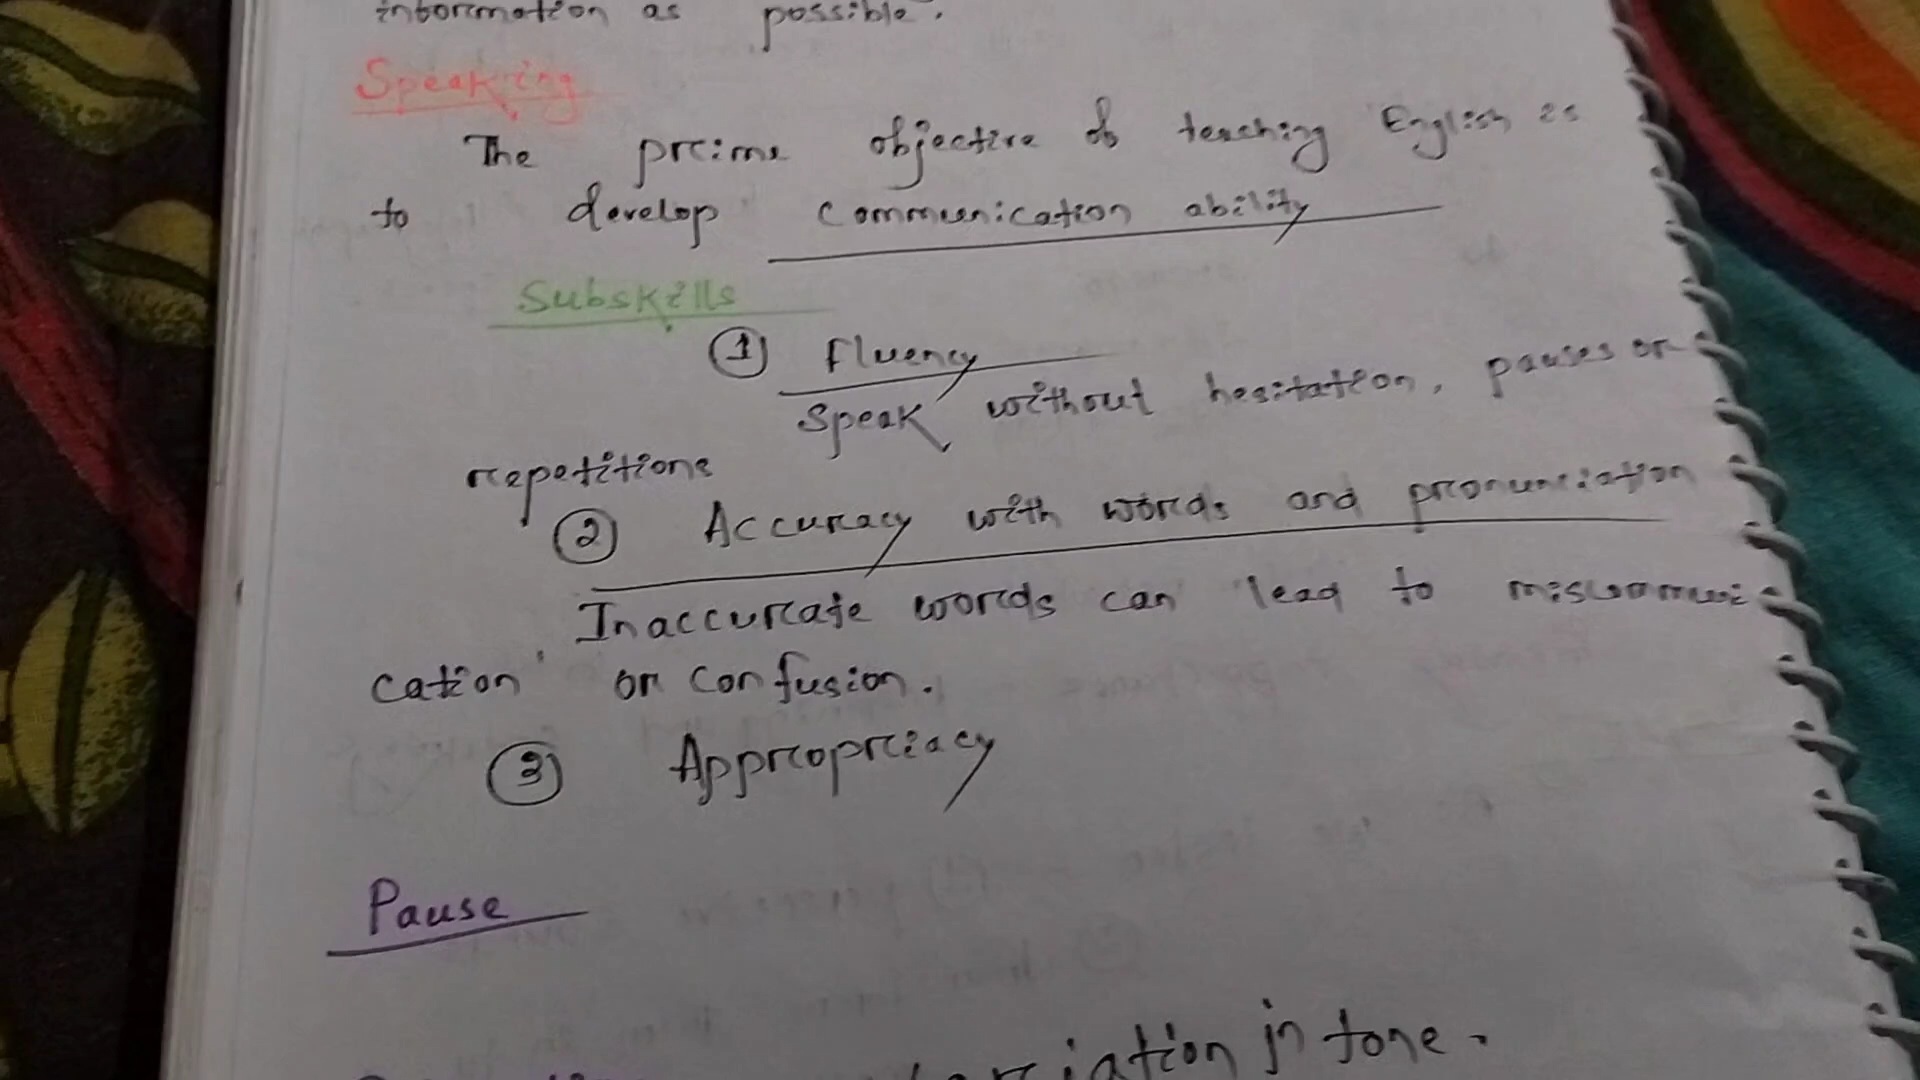 information as possible.
Speaking
The prime objective of teaching English is
to develop communication ability
Subskills
① Fluency
Speak without hesitation, pauses or
repetitions
② Accuracy with words and pronunciation
Inaccurate words can lead to miscommuni
cation or confusion.
③ Appropriacy
Pause
in tone.